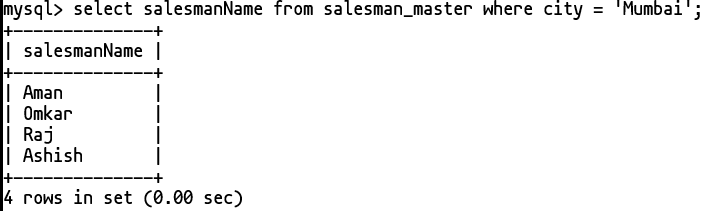 mysql> select salesmanName from salesman_master where city = 'Mumbai';
+--------------+
| salesmanName |
+--------------+
| Aman         |
| Omkar        |
| Raj          |
| Ashish       |
+--------------+
4 rows in set (0.00 sec)